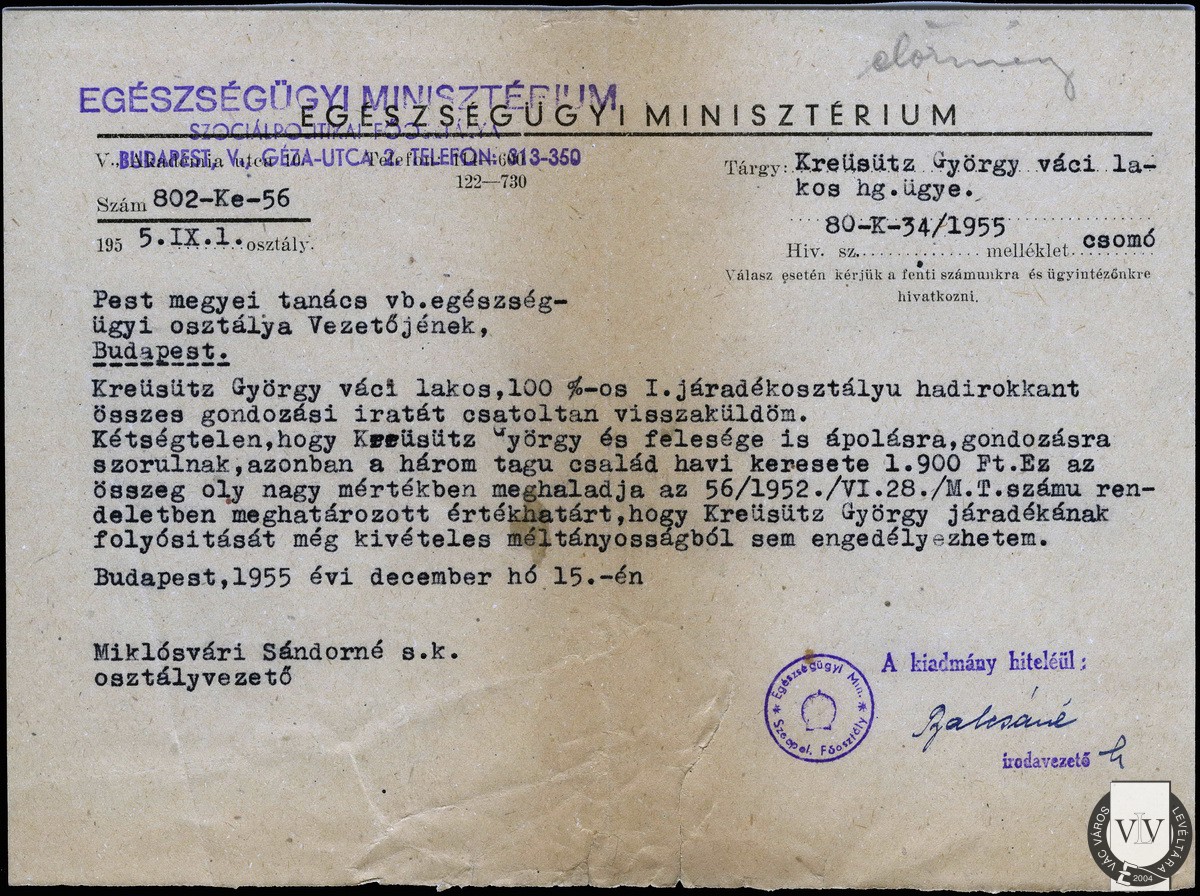 előzmény
EGÉSZSÉGÜGYI MINISZTÉRIUM
EGÉSZSÉGÜGYI MINISZTÉRIUM
SZOCIÁLPOLITIKAI FŐOSZTÁLYA
BUDAPEST, V., GÉZA-UTCA 2. TELEFON: 313-350
V., Akadémia utca 10. Telefon:
122—730
Szám 802-Ke-56
195 5.IX.1. osztály.
Tárgy: Kreüsütz György váci la-
kos hg.ügye.
80-K-34/1955
Hiv. sz. melléklet csomó
Válasz esetén kérjük a fenti számunkra és ügyintézőnkre
hivatkozni.
Pest megyei tanács vb.egészség-
ügyi osztálya Vezetőjének,
Budapest.
Kreüsütz György váci lakos,100 %-os I.járadékosztályu hadirokkant
összes gondozási iratát csatoltan visszaküldöm.
Kétségtelen,hogy Kreüsütz György és felesége is ápolásra,gondozásra
szorulnak,azonban a három tagu család havi keresete 1.900 Ft.Ez az
összeg oly nagy mértékben meghaladja az 56/1952./VI.28./M.T.számu ren-
deletben meghatározott értékhatárt,hogy Kreüsütz György járadékának
folyósitását még kivételes méltányosságból sem engedélyezhetem.
Budapest,1955 évi december hó 15.-én
Miklósvári Sándorné s.k.
osztályvezető
A kiadmány hiteléül:
irodavezető
* Egészségügyi Min. *
Szocpol. Főosztály
VÁC VÁROS LEVÉLTÁRA
VLV
2004